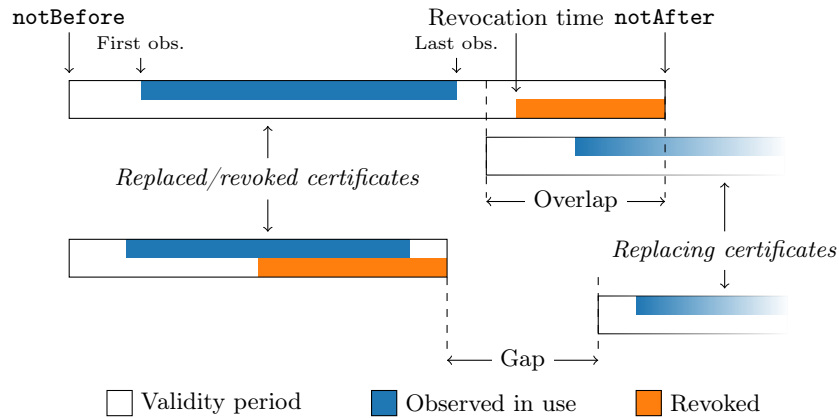 notBefore
Revocation time notAfter
First obs.
Last obs.
Replaced/revoked certificates
Overlap
Replacing certificates
Gap
Validity period
Observed in use
Revoked